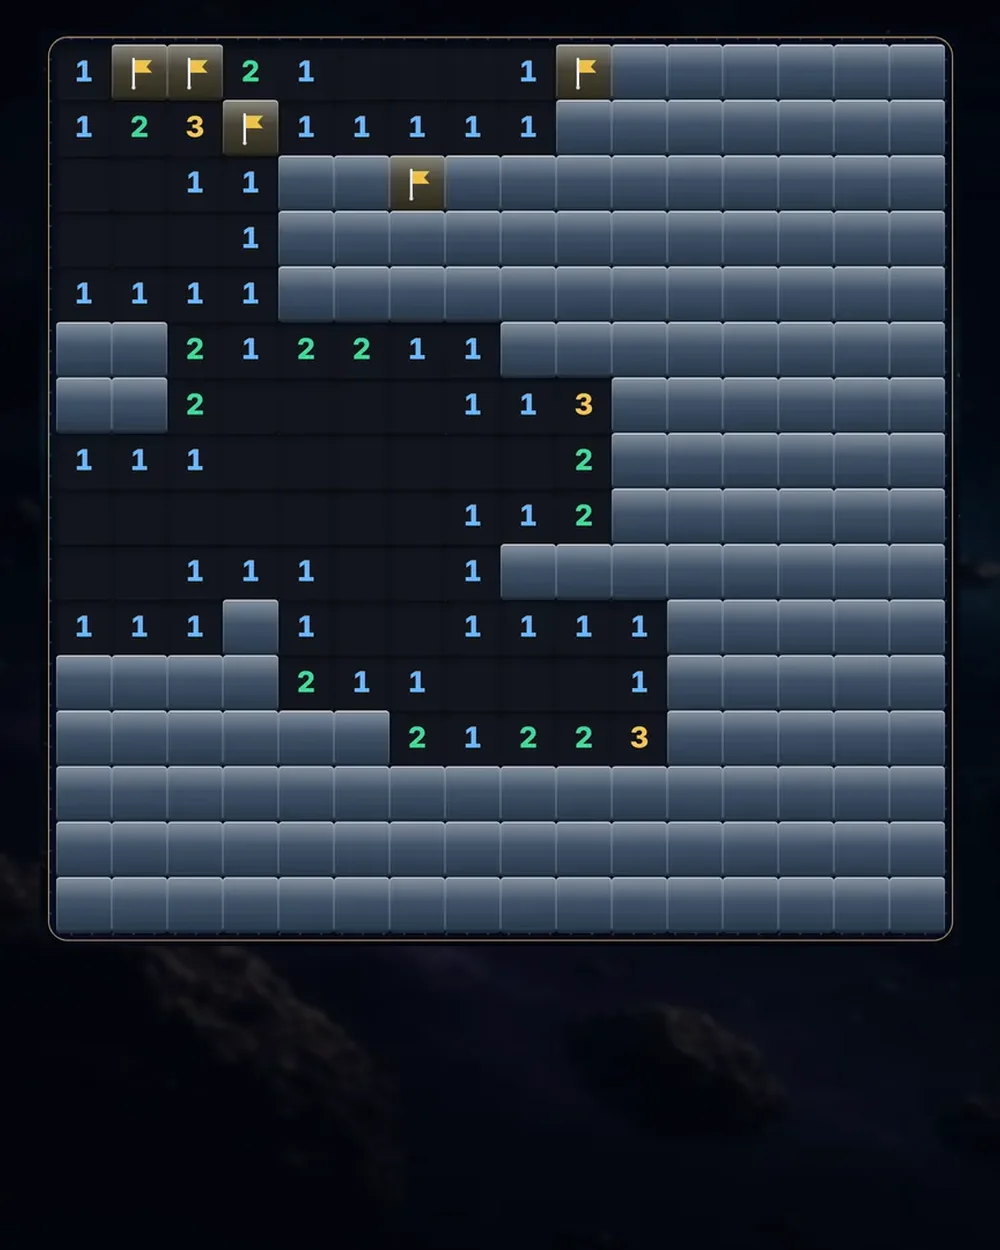 1 2 1 1
1 2 3 1 1 1 1 1
1 1
1
1 1 1 1
2 1 2 2 1 1
2 1 1 3
1 1 1 2
1 1 2
1 1 1 1
1 1 1 1 1 1 1 1
2 1 1 1
2 1 2 2 3